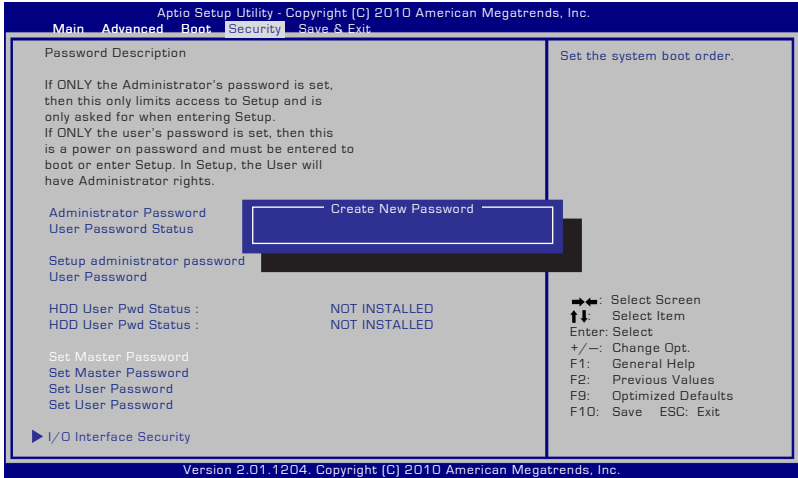 Aptio Setup Utility - Copyright (C) 2010 American Megatrends, Inc.
Main Advanced Boot Security Save & Exit
Password Description
If ONLY the Administrator's password is set,
then this only limits access to Setup and is
only asked for when entering Setup.
If ONLY the user's password is set, then this
is a power on password and must be entered to
boot or enter Setup. In Setup, the User will
have Administrator rights.
Administrator Password
User Password Status
Create New Password
Setup administrator password
User Password
HDD User Pwd Status : NOT INSTALLED
HDD User Pwd Status : NOT INSTALLED
Set Master Password
Set Master Password
Set User Password
Set User Password
I/O Interface Security
Set the system boot order.
→←: Select Screen
↑↓: Select Item
Enter: Select
+/—: Change Opt.
F1: General Help
F2: Previous Values
F9: Optimized Defaults
F10: Save ESC: Exit
Version 2.01.1204. Copyright (C) 2010 American Megatrends, Inc.